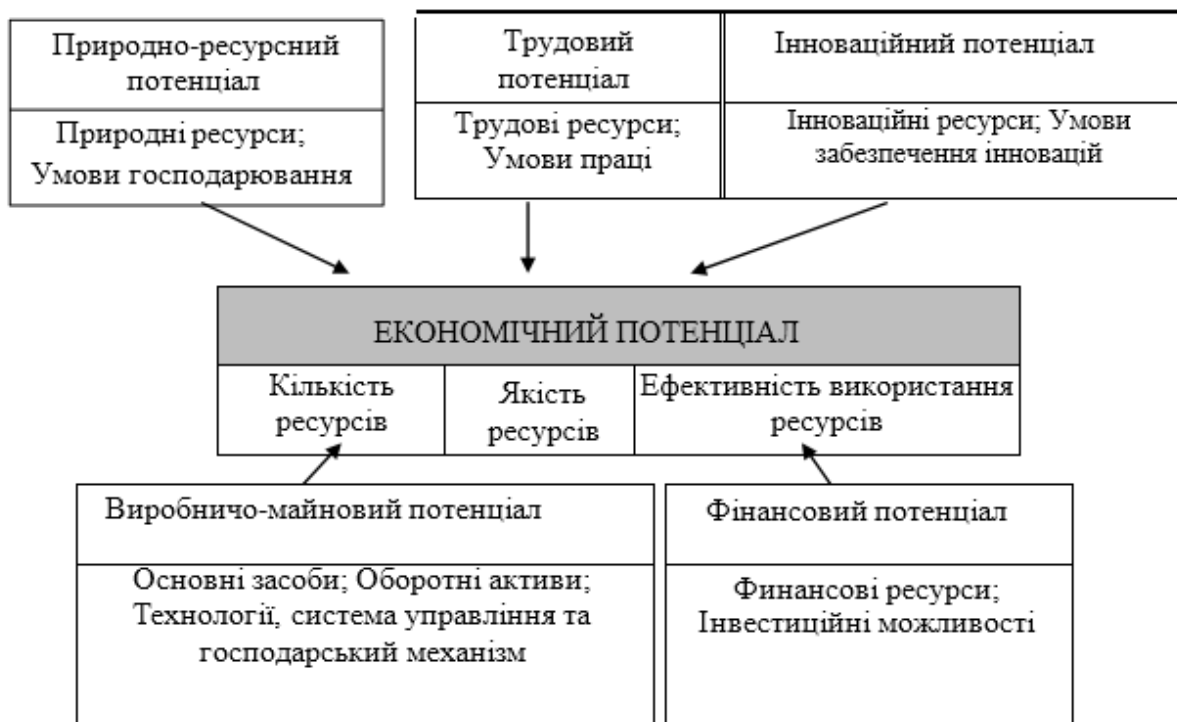 Природно-ресурсний
потенціал
Природні ресурси;
Умови господарювання
Трудовий
потенціал
Трудові ресурси;
Умови праці
Інноваційний потенціал
Інноваційні ресурси; Умови
забезпечення інновацій
ЕКОНОМІЧНИЙ ПОТЕНЦІАЛ
Кількість
ресурсів
Якість
ресурсів
Ефективність використання
ресурсів
Виробничо-майновий потенціал
Основні засоби; Оборотні активи;
Технології, система управління та
господарський механізм
Фінансовий потенціал
Финансові ресурси;
Інвестиційні можливості